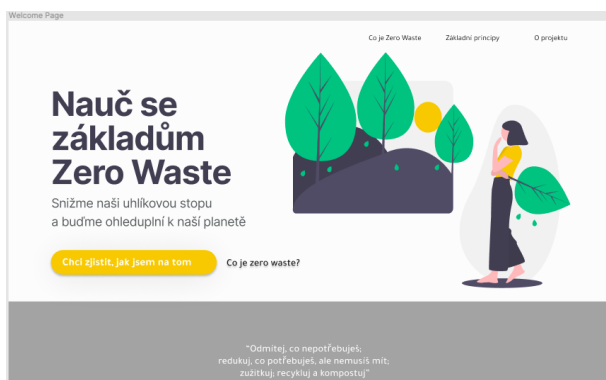 Welcome Page
Co je Zero Waste
Základní principy
O projektu
Nauč se
základům
Zero Waste
Snižme naši uhlíkovou stopu
a buďme ohleduplní k naší planetě
Chci zjistit, jak jsem na tom
Co je zero waste?
"Odmítej, co nepotřebuješ;
redukuj, co potřebuješ, ale nemusíš mít;
zužitkuj; recykluj a kompostuj"